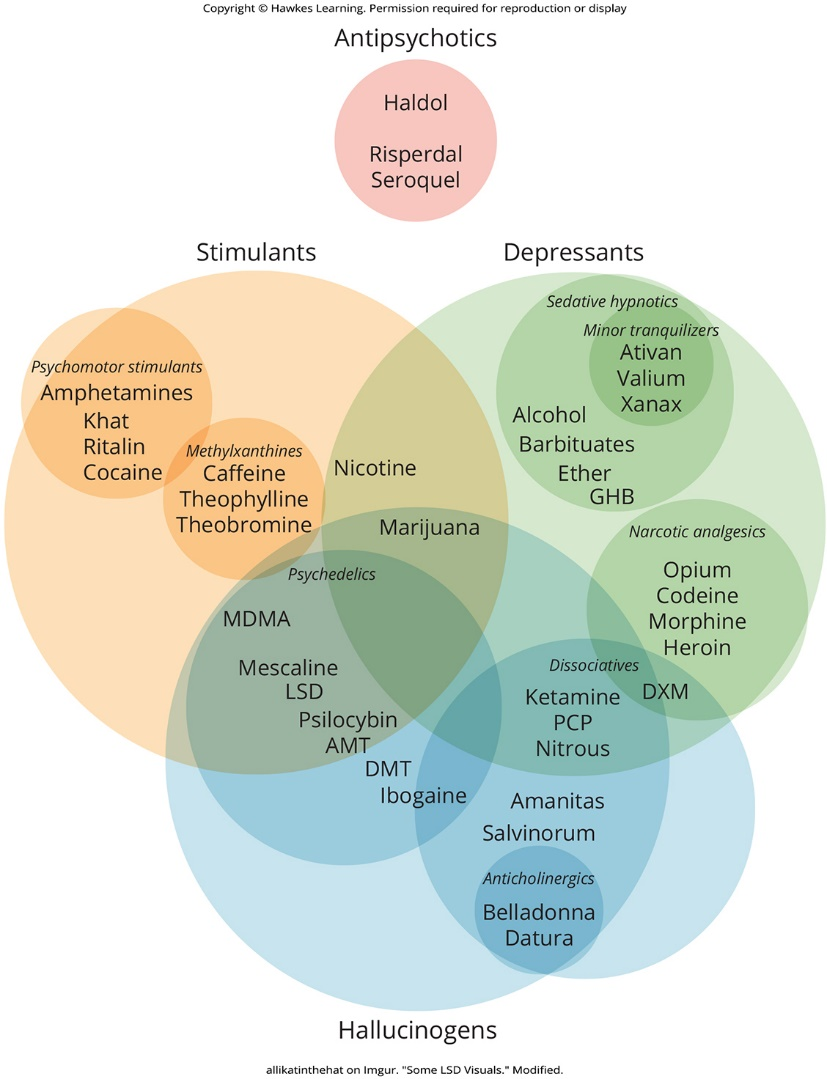 Copyright © Hawkes Learning. Permission required for reproduction or display
Antipsychotics
Haldol
Risperdal
Seroquel
Stimulants
Depressants
Psychomotor stimulants
Amphetamines
Khat
Ritalin
Cocaine
Methylxanthines
Caffeine
Theophylline
Theobromine
Nicotine
Marijuana
Sedative hypnotics
Minor tranquilizers
Ativan
Valium
Xanax
Alcohol
Barbituates
Ether
GHB
Narcotic analgesics
Opium
Codeine
Morphine
Heroin
Psychedelics
MDMA
Mescaline
LSD
Psilocybin
AMT
DMT
Ibogaine
Dissociatives
Ketamine
PCP
Nitrous
DXM
Amanitas
Salvinorum
Anticholinergics
Belladonna
Datura
Hallucinogens
allikatinthehat on Imgur. "Some LSD Visuals." Modified.